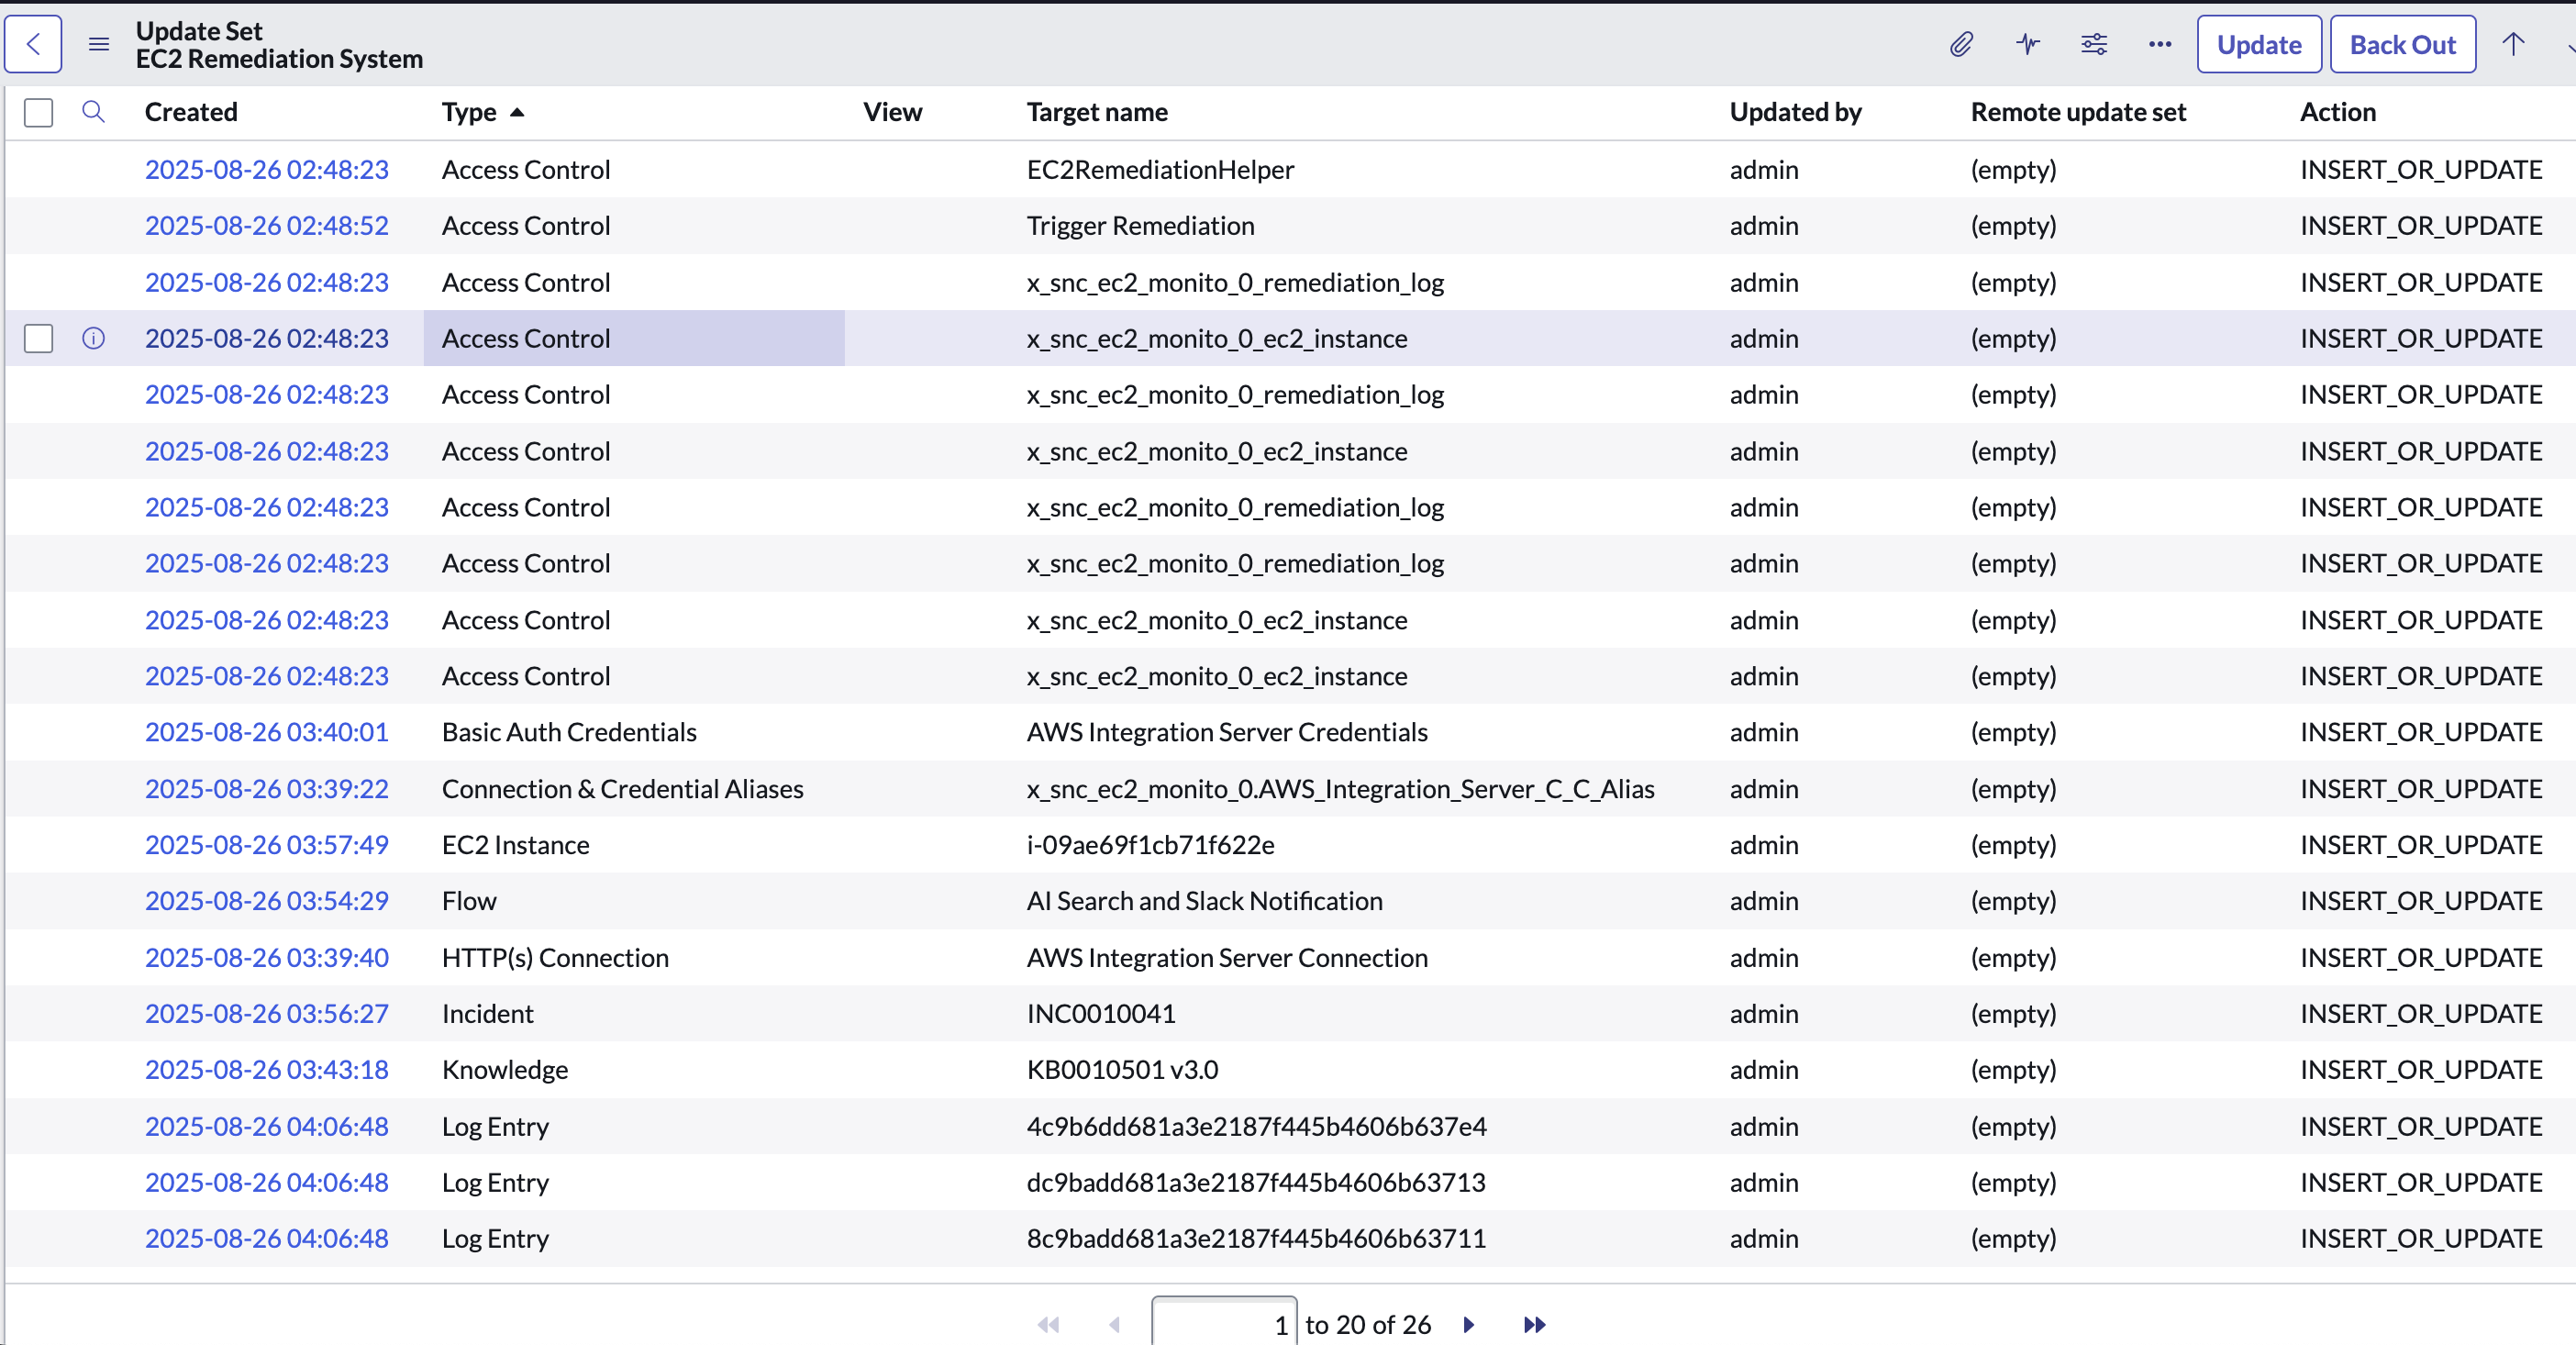 Update Set
EC2 Remediation System
Update
Back Out
Created Type View Target name Updated by Remote update set Action
2025-08-26 02:48:23 Access Control EC2RemediationHelper admin (empty) INSERT_OR_UPDATE
2025-08-26 02:48:52 Access Control Trigger Remediation admin (empty) INSERT_OR_UPDATE
2025-08-26 02:48:23 Access Control x_snc_ec2_monito_0_remediation_log admin (empty) INSERT_OR_UPDATE
2025-08-26 02:48:23 Access Control x_snc_ec2_monito_0_ec2_instance admin (empty) INSERT_OR_UPDATE
2025-08-26 02:48:23 Access Control x_snc_ec2_monito_0_remediation_log admin (empty) INSERT_OR_UPDATE
2025-08-26 02:48:23 Access Control x_snc_ec2_monito_0_ec2_instance admin (empty) INSERT_OR_UPDATE
2025-08-26 02:48:23 Access Control x_snc_ec2_monito_0_remediation_log admin (empty) INSERT_OR_UPDATE
2025-08-26 02:48:23 Access Control x_snc_ec2_monito_0_remediation_log admin (empty) INSERT_OR_UPDATE
2025-08-26 02:48:23 Access Control x_snc_ec2_monito_0_ec2_instance admin (empty) INSERT_OR_UPDATE
2025-08-26 02:48:23 Access Control x_snc_ec2_monito_0_ec2_instance admin (empty) INSERT_OR_UPDATE
2025-08-26 03:40:01 Basic Auth Credentials AWS Integration Server Credentials admin (empty) INSERT_OR_UPDATE
2025-08-26 03:39:22 Connection & Credential Aliases x_snc_ec2_monito_0.AWS_Integration_Server_C_C_Alias admin (empty) INSERT_OR_UPDATE
2025-08-26 03:57:49 EC2 Instance i-09ae69f1cb71f622e admin (empty) INSERT_OR_UPDATE
2025-08-26 03:54:29 Flow AI Search and Slack Notification admin (empty) INSERT_OR_UPDATE
2025-08-26 03:39:40 HTTP(s) Connection AWS Integration Server Connection admin (empty) INSERT_OR_UPDATE
2025-08-26 03:56:27 Incident INC0010041 admin (empty) INSERT_OR_UPDATE
2025-08-26 03:43:18 Knowledge KB0010501 v3.0 admin (empty) INSERT_OR_UPDATE
2025-08-26 04:06:48 Log Entry 4c9b6dd681a3e2187f445b4606b637e4 admin (empty) INSERT_OR_UPDATE
2025-08-26 04:06:48 Log Entry dc9badd681a3e2187f445b4606b63713 admin (empty) INSERT_OR_UPDATE
2025-08-26 04:06:48 Log Entry 8c9badd681a3e2187f445b4606b63711 admin (empty) INSERT_OR_UPDATE
1 to 20 of 26